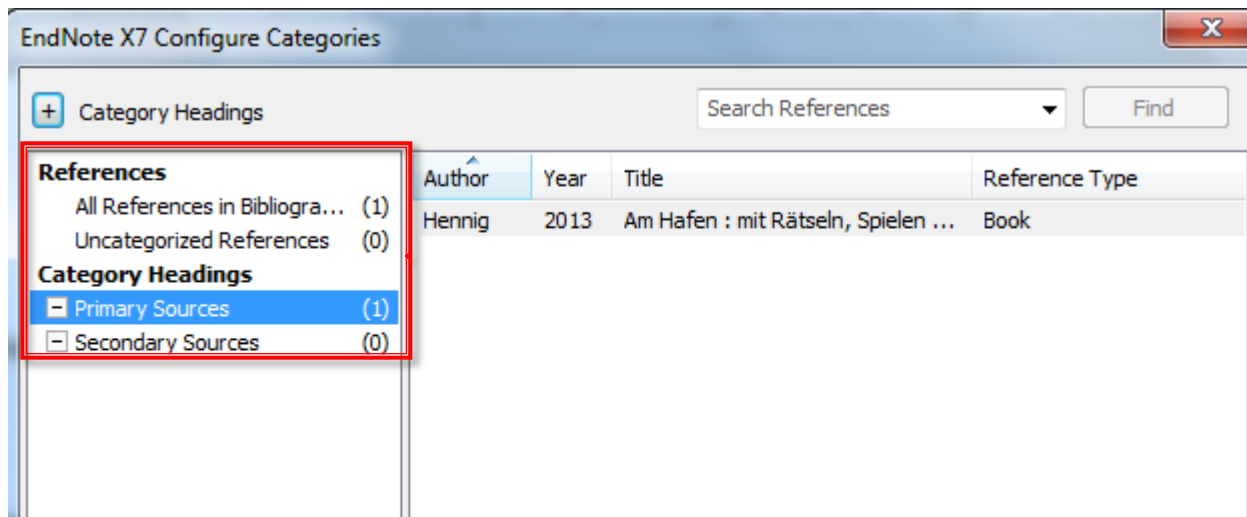 EndNote X7 Configure Categories
+ Category Headings
Search References
Find
References
All References in Bibliogra... (1)
Uncategorized References (0)
Category Headings
Primary Sources (1)
Secondary Sources (0)
Author Year Title Reference Type
Hennig 2013 Am Hafen : mit Rätseln, Spielen ... Book